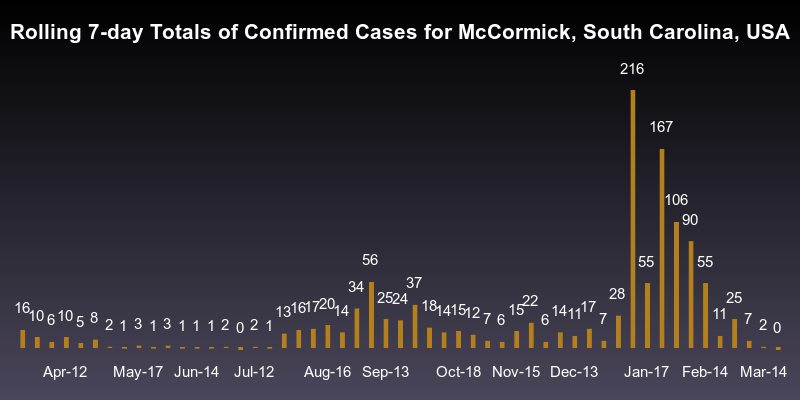 Rolling 7-day Totals of Confirmed Cases for McCormick, South Carolina, USA
16 10 6 10 5 8 2 1 3 1 3 1 1 1 2 0 2 1 13 16 17 20 14 34 56 25 24 37 18 14 15 12 7 6 15 22 6 14 11 17 7 28 216 55 167 106 90 55 11 25 7 2 0
Apr-12 May-17 Jun-14 Jul-12 Aug-16 Sep-13 Oct-18 Nov-15 Dec-13 Jan-17 Feb-14 Mar-14